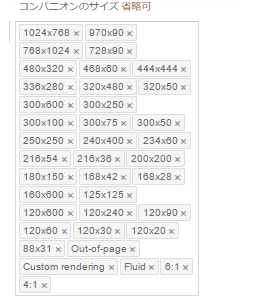 コンパニオンのサイズ 省略可
1024x768 × 970x90 ×
768x1024 × 728x90 ×
480x320 × 468x60 × 444x444 ×
336x280 × 320x480 × 320x50 ×
300x600 × 300x250 ×
300x100 × 300x75 × 300x50 ×
250x250 × 240x400 × 234x60 ×
216x54 × 216x36 × 200x200 ×
180x150 × 168x42 × 168x28 ×
160x600 × 125x125 ×
120x600 × 120x240 × 120x90 ×
120x60 × 120x30 × 120x20 ×
88x31 × Out-of-page ×
Custom rendering × Fluid × 6:1 ×
4:1 ×